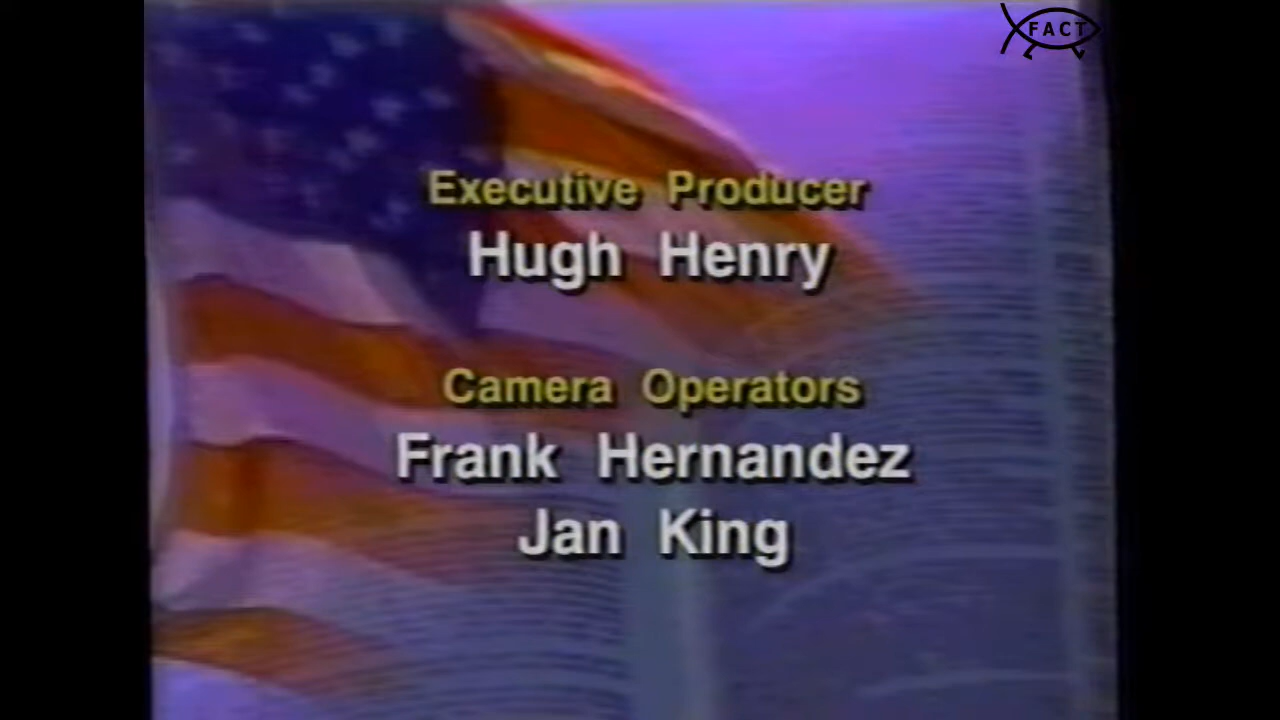 FACT
Executive Producer
Hugh Henry
Camera Operators
Frank Hernandez
Jan King